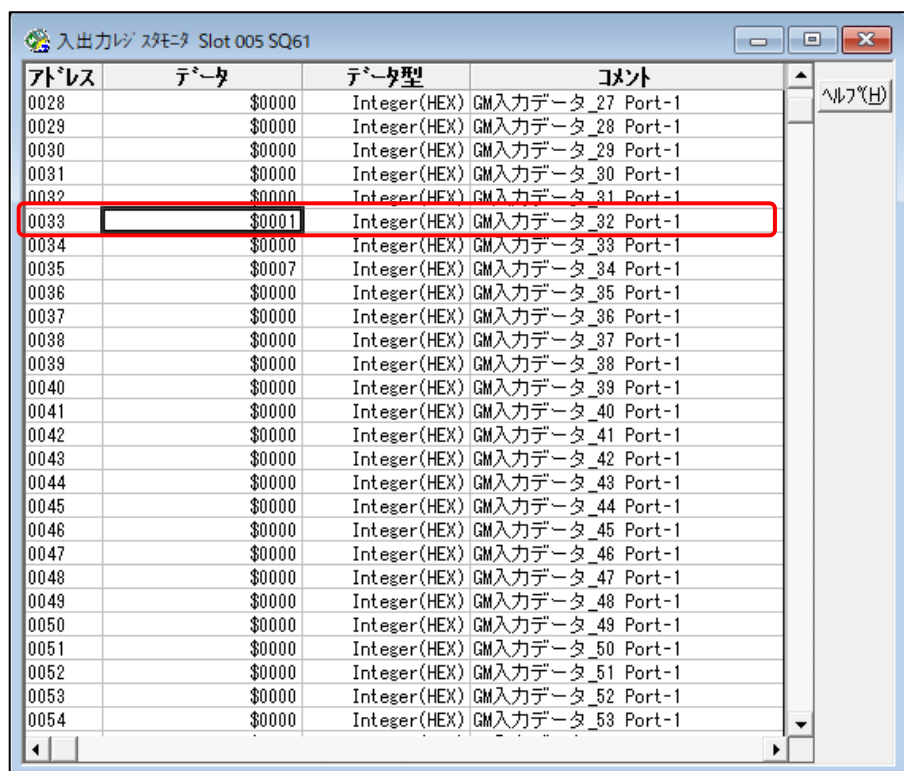 入出力ﾚｼﾞｽﾀﾓﾆﾀ Slot 005 SQ61
アドレス データ データ型 コメント
ﾍﾙﾌﾟ(H)
0028 $0000 Integer(HEX) GM入力データ_27 Port-1
0029 $0000 Integer(HEX) GM入力データ_28 Port-1
0030 $0000 Integer(HEX) GM入力データ_29 Port-1
0031 $0000 Integer(HEX) GM入力データ_30 Port-1
0032 $0000 Integer(HEX) GM入力データ_31 Port-1
0033 $0001 Integer(HEX) GM入力データ_32 Port-1
0034 $0000 Integer(HEX) GM入力データ_33 Port-1
0035 $0007 Integer(HEX) GM入力データ_34 Port-1
0036 $0000 Integer(HEX) GM入力データ_35 Port-1
0037 $0000 Integer(HEX) GM入力データ_36 Port-1
0038 $0000 Integer(HEX) GM入力データ_37 Port-1
0039 $0000 Integer(HEX) GM入力データ_38 Port-1
0040 $0000 Integer(HEX) GM入力データ_39 Port-1
0041 $0000 Integer(HEX) GM入力データ_40 Port-1
0042 $0000 Integer(HEX) GM入力データ_41 Port-1
0043 $0000 Integer(HEX) GM入力データ_42 Port-1
0044 $0000 Integer(HEX) GM入力データ_43 Port-1
0045 $0000 Integer(HEX) GM入力データ_44 Port-1
0046 $0000 Integer(HEX) GM入力データ_45 Port-1
0047 $0000 Integer(HEX) GM入力データ_46 Port-1
0048 $0000 Integer(HEX) GM入力データ_47 Port-1
0049 $0000 Integer(HEX) GM入力データ_48 Port-1
0050 $0000 Integer(HEX) GM入力データ_49 Port-1
0051 $0000 Integer(HEX) GM入力データ_50 Port-1
0052 $0000 Integer(HEX) GM入力データ_51 Port-1
0053 $0000 Integer(HEX) GM入力データ_52 Port-1
0054 $0000 Integer(HEX) GM入力データ_53 Port-1